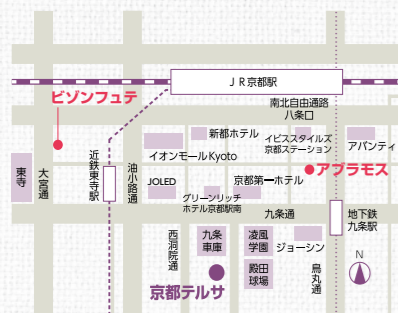 JR京都駅
ビゾンフュテ
南北自由通路
八条口
新都ホテル
イビススタイルズ
京都ステーション
アバンティ
イオンモールKyoto
アブラモス
東寺
大宮通
近鉄東寺駅
油小路通
JOLED
京都第一ホテル
グリーンリッチ
ホテル京都駅南
九条通
地下鉄
九条駅
西洞院通
九条
車庫
凌風
学園
ジョーシン
殿田
球場
烏丸通
N
京都テルサ